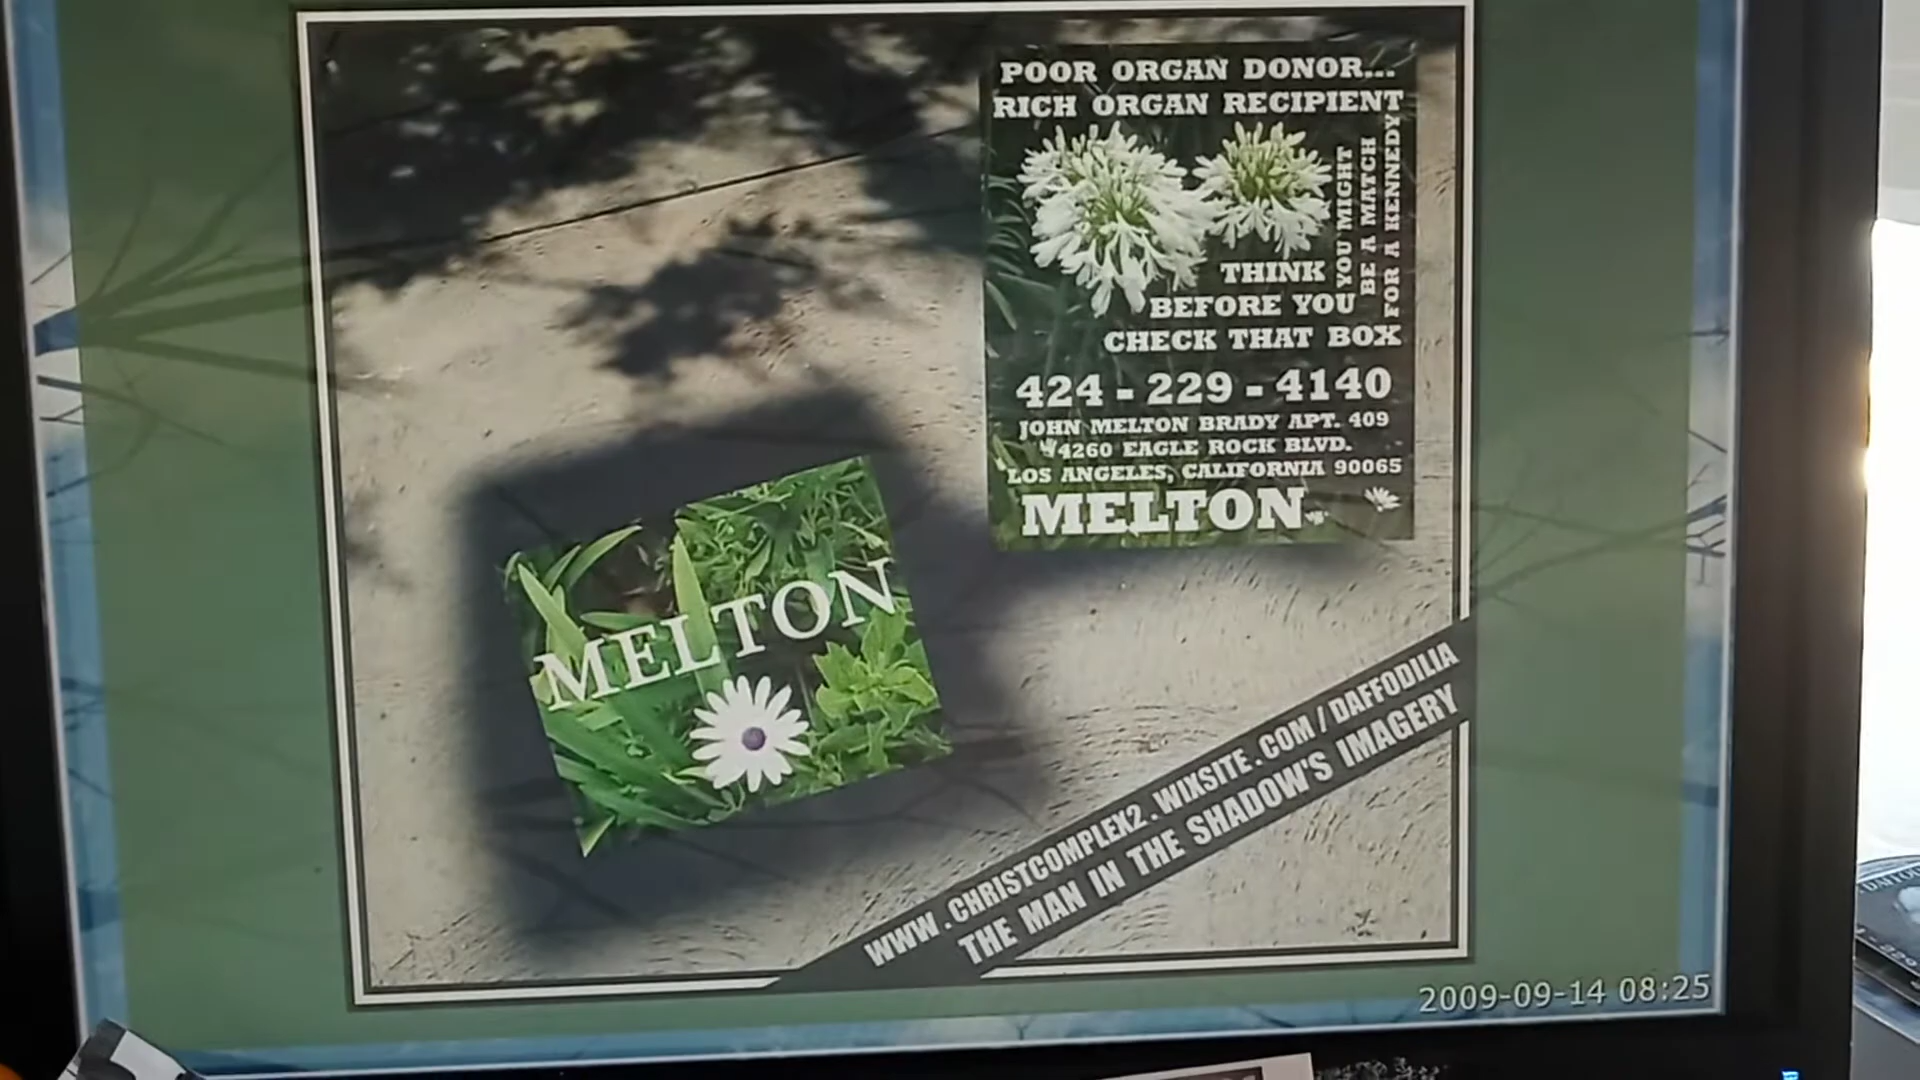 POOR ORGAN DONOR...
RICH ORGAN RECIPIENT
YOU MIGHT
BE A MATCH
FOR A KENNEDY
THINK
BEFORE YOU
CHECK THAT BOX
424 - 229 - 4140
JOHN MELTON BRADY APT. 409
4260 EAGLE ROCK BLVD.
LOS ANGELES, CALIFORNIA 90065
MELTON
MELTON
WWW.CHRISTCOMPLEX2.WIXSITE.COM/DAFFODILIA
THE MAN IN THE SHADOW'S IMAGERY
2009-09-14 08:25